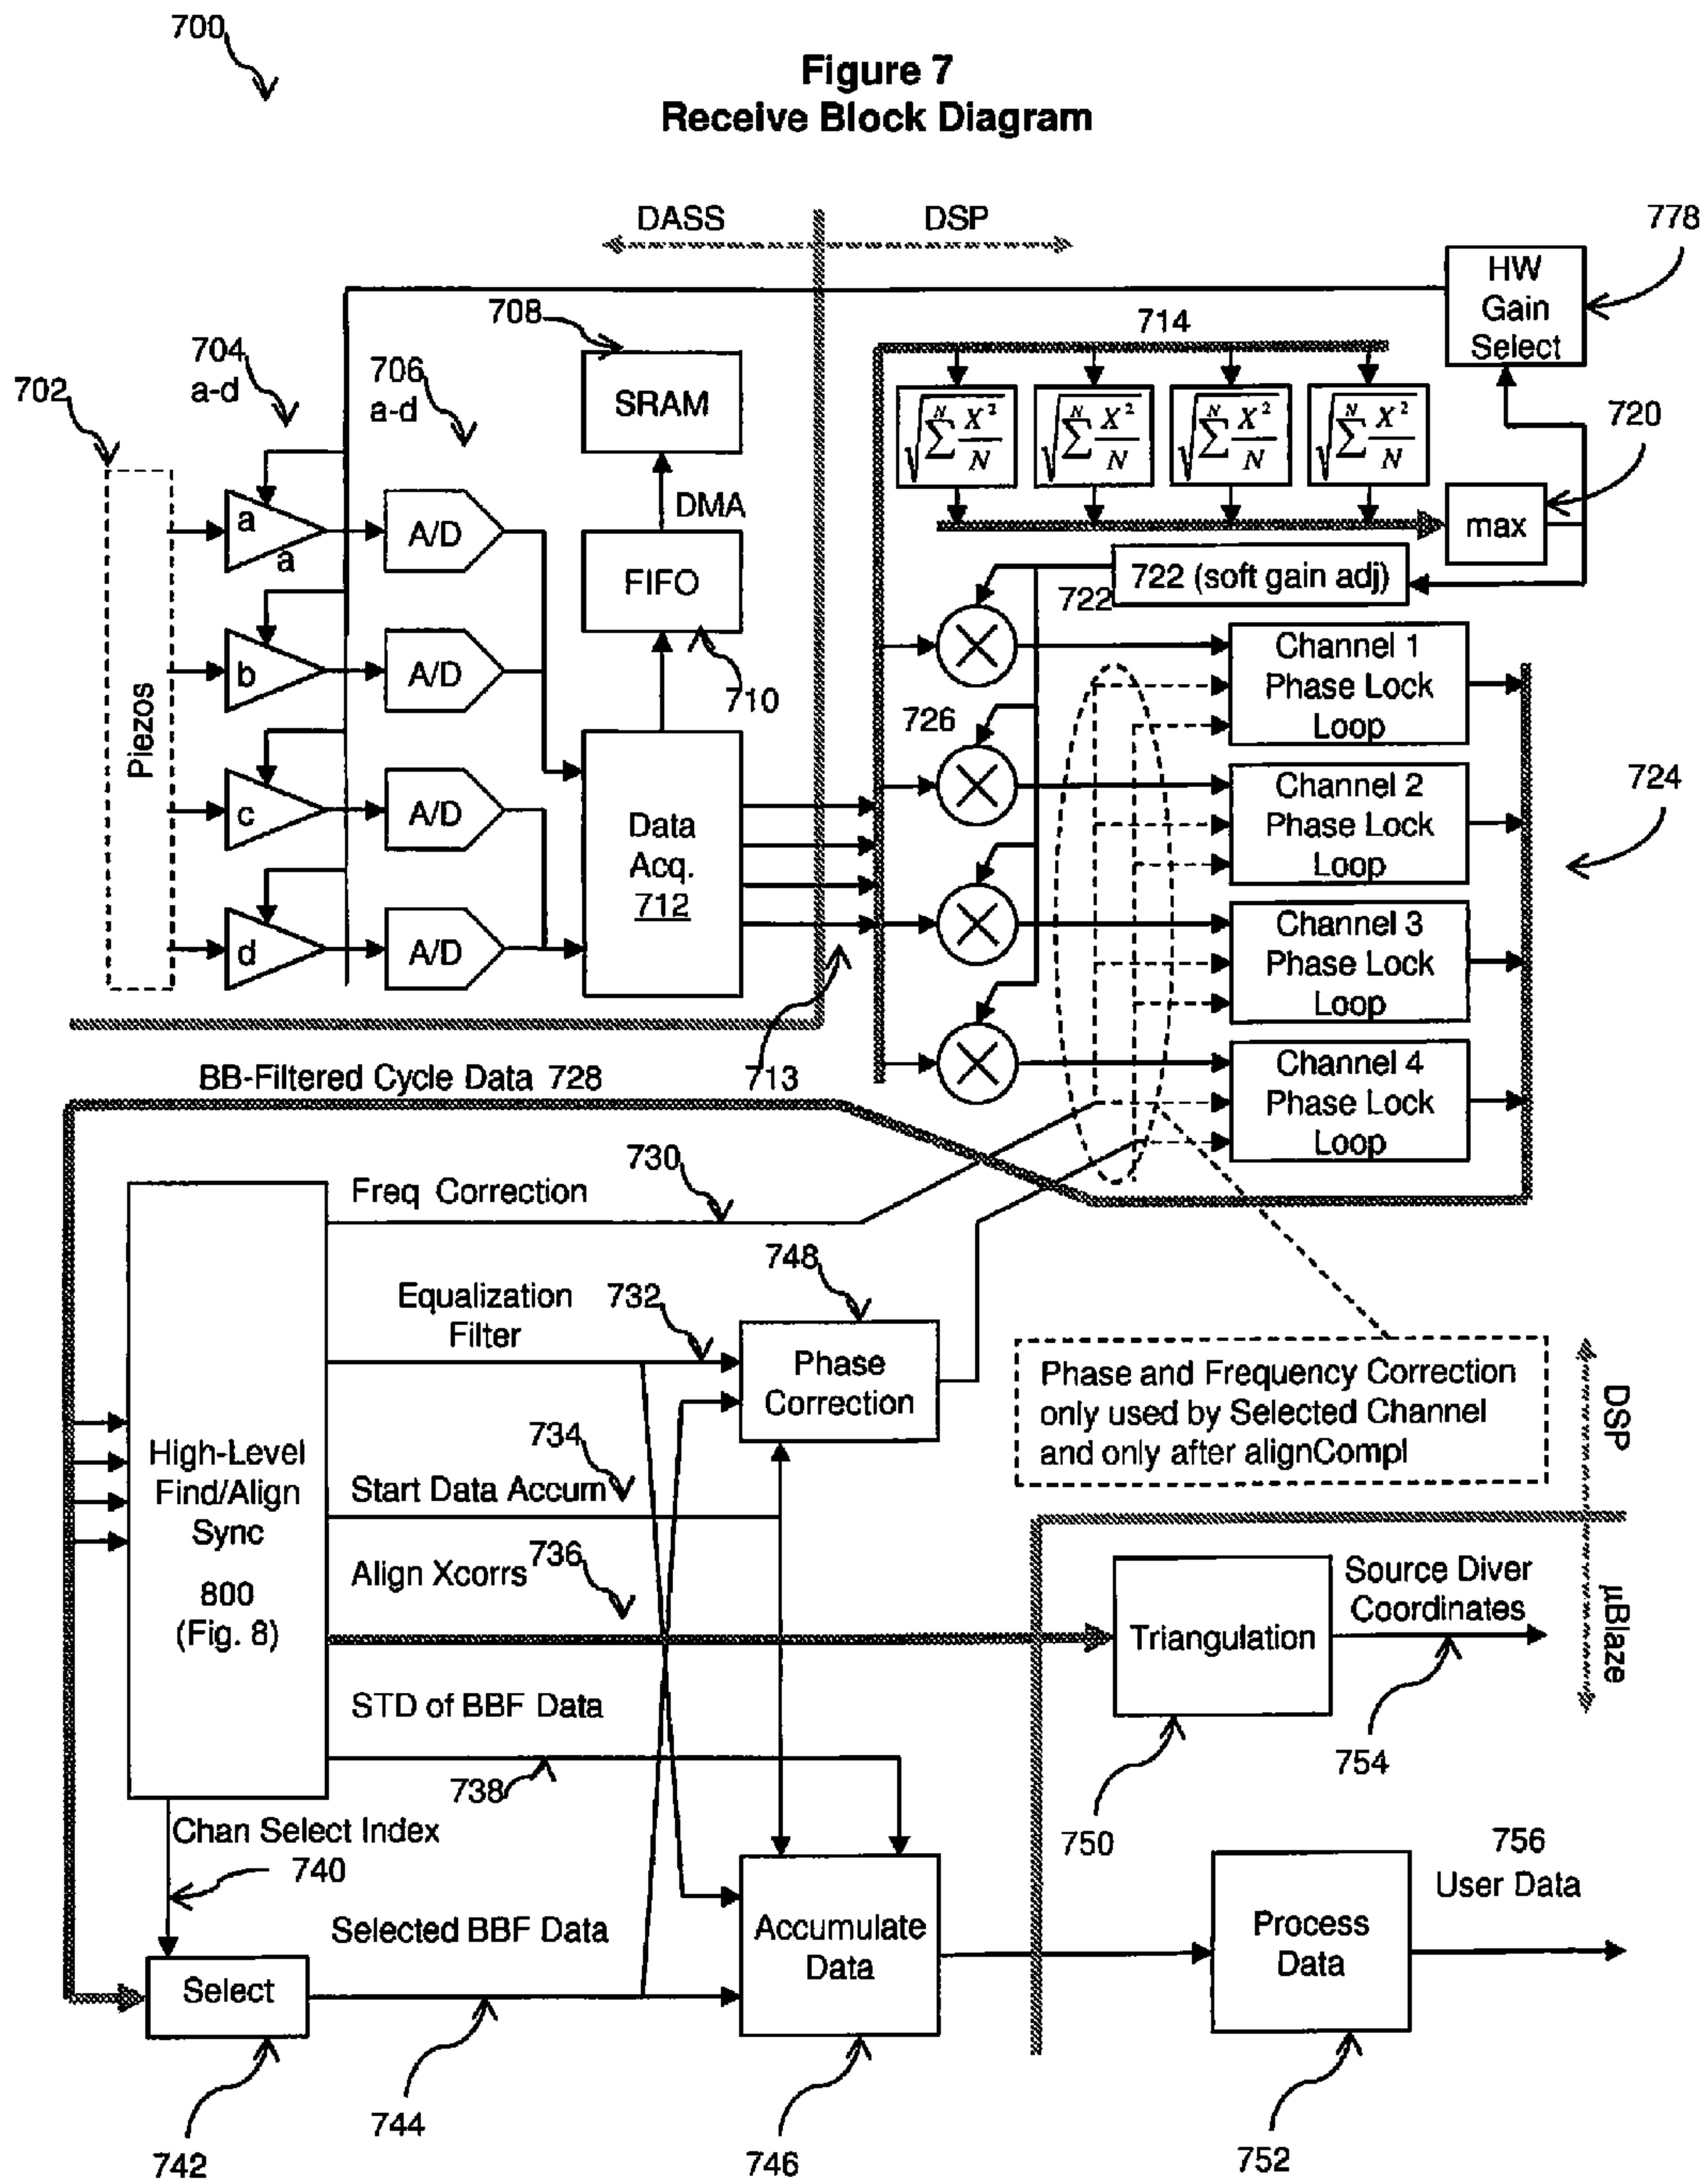 700
Figure 7
Receive Block Diagram
DASS
DSP
778
HW
Gain
Select
708
714
704
a-d
706
a-d
702
SRAM
720
√ N ∑ X² / N
√ N ∑ X² / N
√ N ∑ X² / N
√ N ∑ X² / N
DMA
max
a
a
A/D
FIFO
722 (soft gain adj)
722
b
A/D
710
Channel 1
Phase Lock
Loop
726
Piezos
c
A/D
Data
Acq.
712
Channel 2
Phase Lock
Loop
724
d
A/D
Channel 3
Phase Lock
Loop
BB-Filtered Cycle Data 728
713
Channel 4
Phase Lock
Loop
730
Freq Correction
748
Equalization
Filter
732
Phase
Correction
Phase and Frequency Correction
only used by Selected Channel
and only after alignCompl
DSP
High-Level
Find/Align
Sync
800
(Fig. 8)
734
Start Data Accum
Align Xcorrs
736
Triangulation
Source Diver
Coordinates
µBlaze
STD of BBF Data
738
754
750
Chan Select Index
740
756
User Data
Selected BBF Data
Accumulate
Data
Process
Data
Select
744
742
746
752